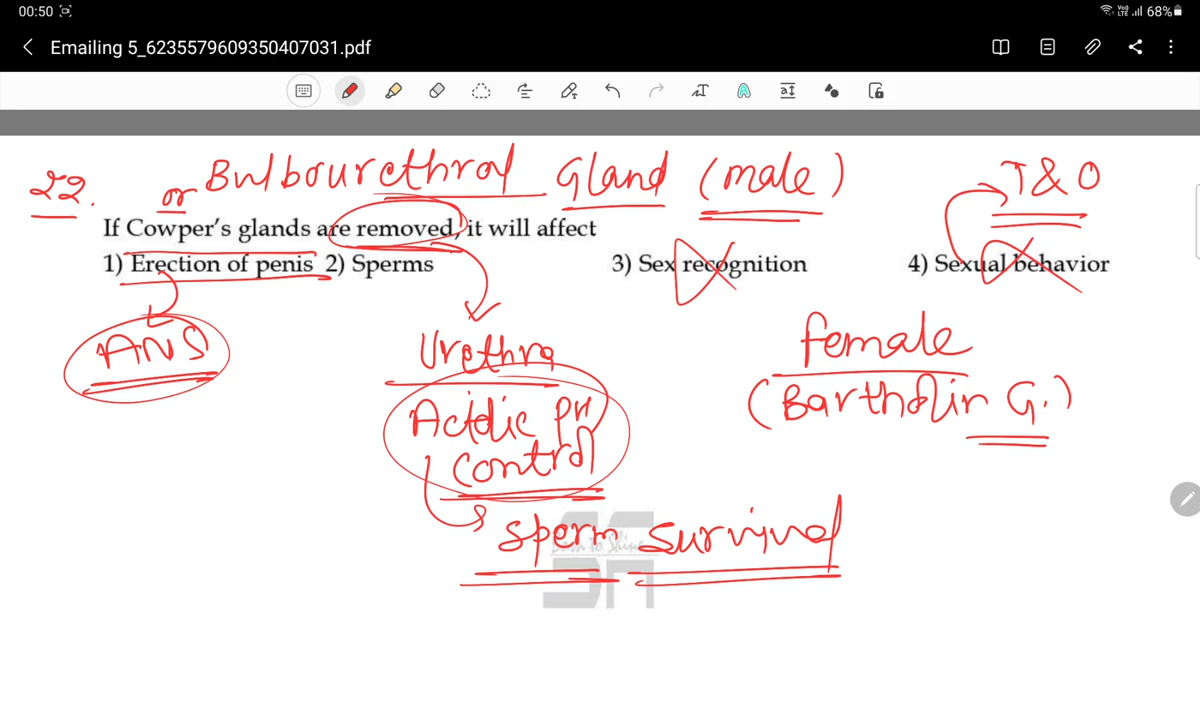 00:50 68%
Emailing 5_6235579609350407031.pdf
22. or Bulbourethral Gland (male) T & O
If Cowper's glands are removed, it will affect
1) Erection of penis 2) Sperms 3) Sex recognition 4) Sexual behavior
ANS Urethra female
Acidic PH (Bartholin G.)
control
sperm survival